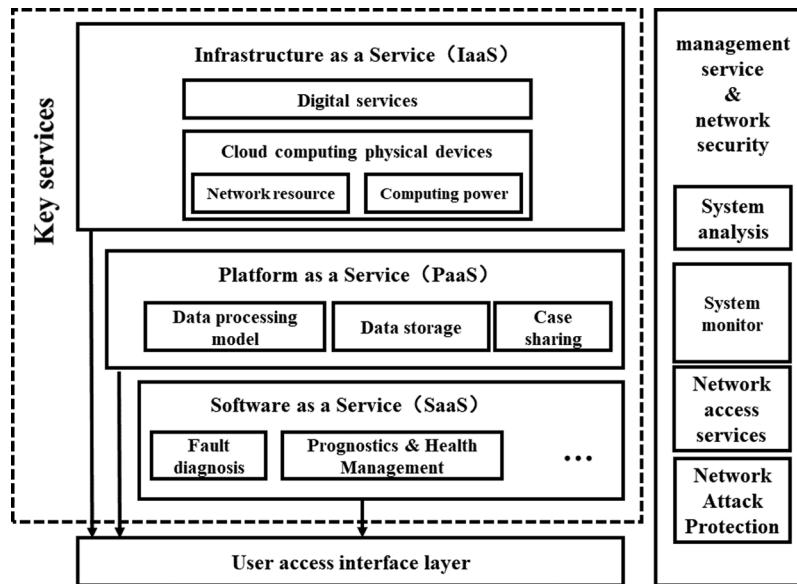 Key services
Infrastructure as a Service（IaaS）
Digital services
Cloud computing physical devices
Network resource
Computing power
Platform as a Service（PaaS）
Data processing
model
Data storage
Case
sharing
Software as a Service（SaaS）
Fault
diagnosis
Prognostics & Health
Management
...
User access interface layer
management
service
&
network
security
System
analysis
System
monitor
Network
access
services
Network
Attack
Protection